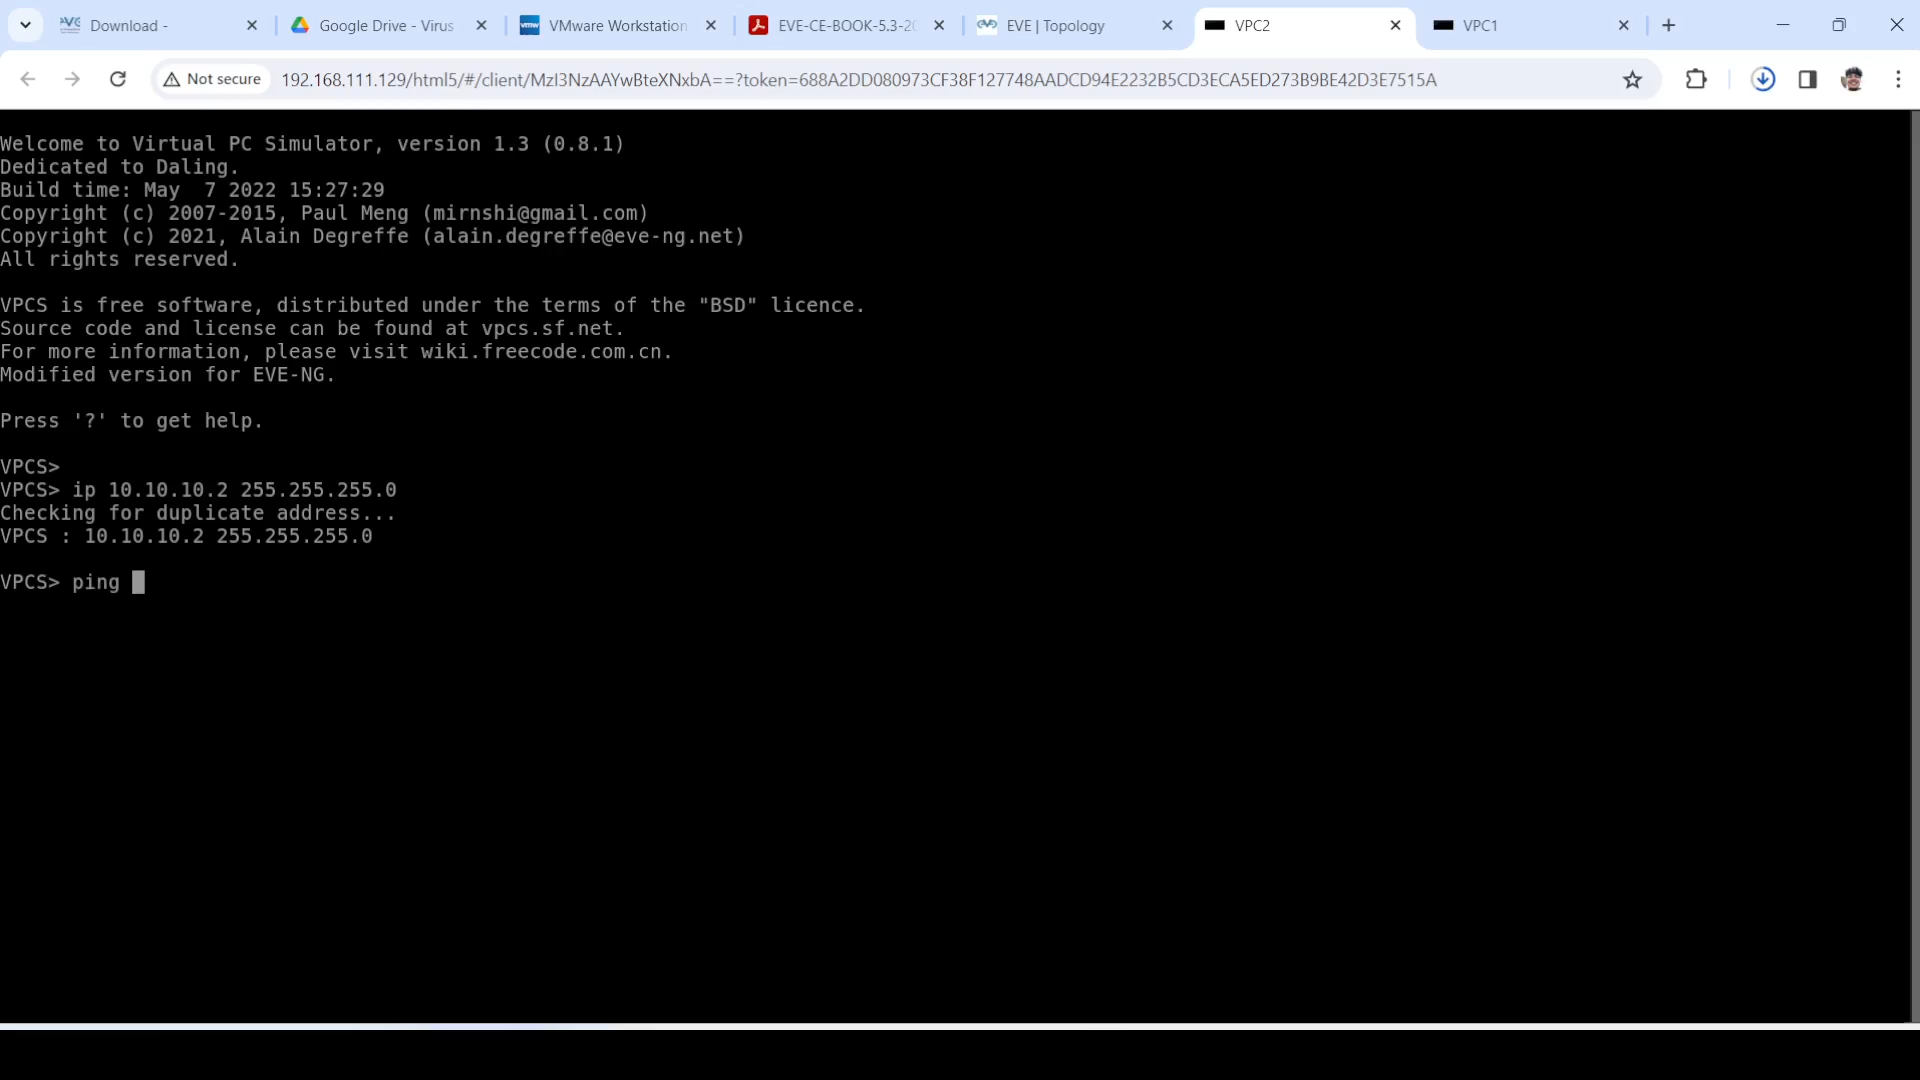 Download -
Google Drive - Virus
VMware Workstation
EVE-CE-BOOK-5.3-20
EVE | Topology
VPC2
VPC1
Not secure
192.168.111.129/html5/#/client/MzI3NzAAYwBteXNxbA==?token=688A2DD080973CF38F127748AADCD94E2232B5CD3ECA5ED273B9BE42D3E7515A
Welcome to Virtual PC Simulator, version 1.3 (0.8.1)
Dedicated to Daling.
Build time: May  7 2022 15:27:29
Copyright (c) 2007-2015, Paul Meng (mirnshi@gmail.com)
Copyright (c) 2021, Alain Degreffe (alain.degreffe@eve-ng.net)
All rights reserved.
VPCS is free software, distributed under the terms of the "BSD" licence.
Source code and license can be found at vpcs.sf.net.
For more information, please visit wiki.freecode.com.cn.
Modified version for EVE-NG.
Press '?' to get help.
VPCS>
VPCS> ip 10.10.10.2 255.255.255.0
Checking for duplicate address...
VPCS : 10.10.10.2 255.255.255.0
VPCS> ping